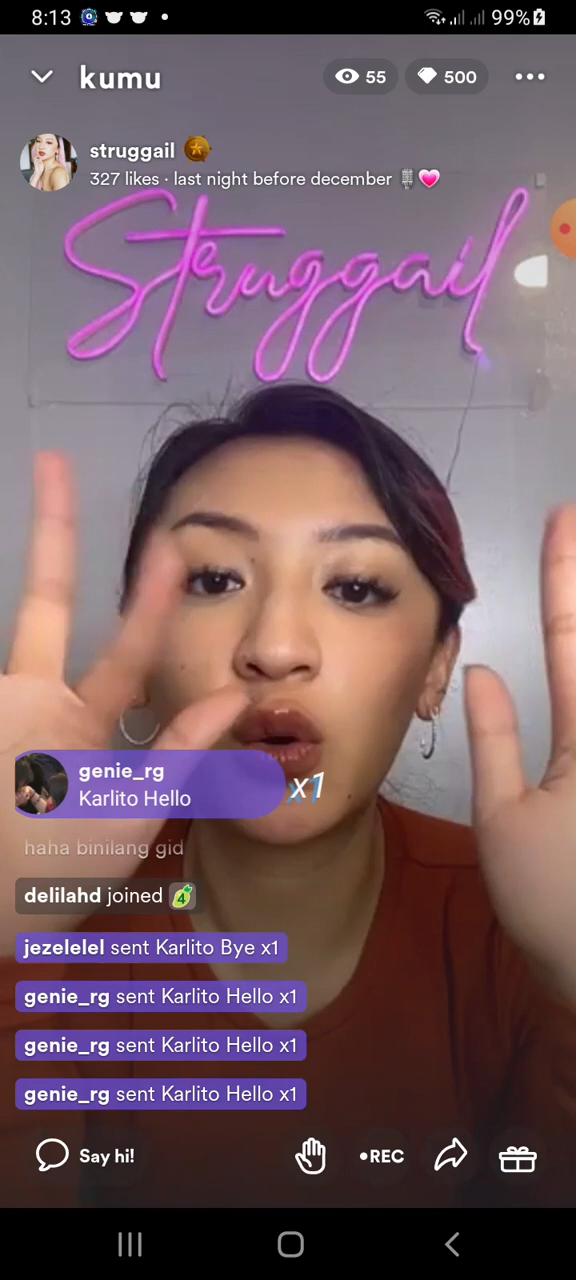 8:13
99%
kumu
55
500
struggail
327 likes · last night before december
Struggail
genie_rg
Karlito Hello
x1
haha binilang gid
delilahd joined 4
jezelelel sent Karlito Bye x1
genie_rg sent Karlito Hello x1
genie_rg sent Karlito Hello x1
genie_rg sent Karlito Hello x1
Say hi!
•REC